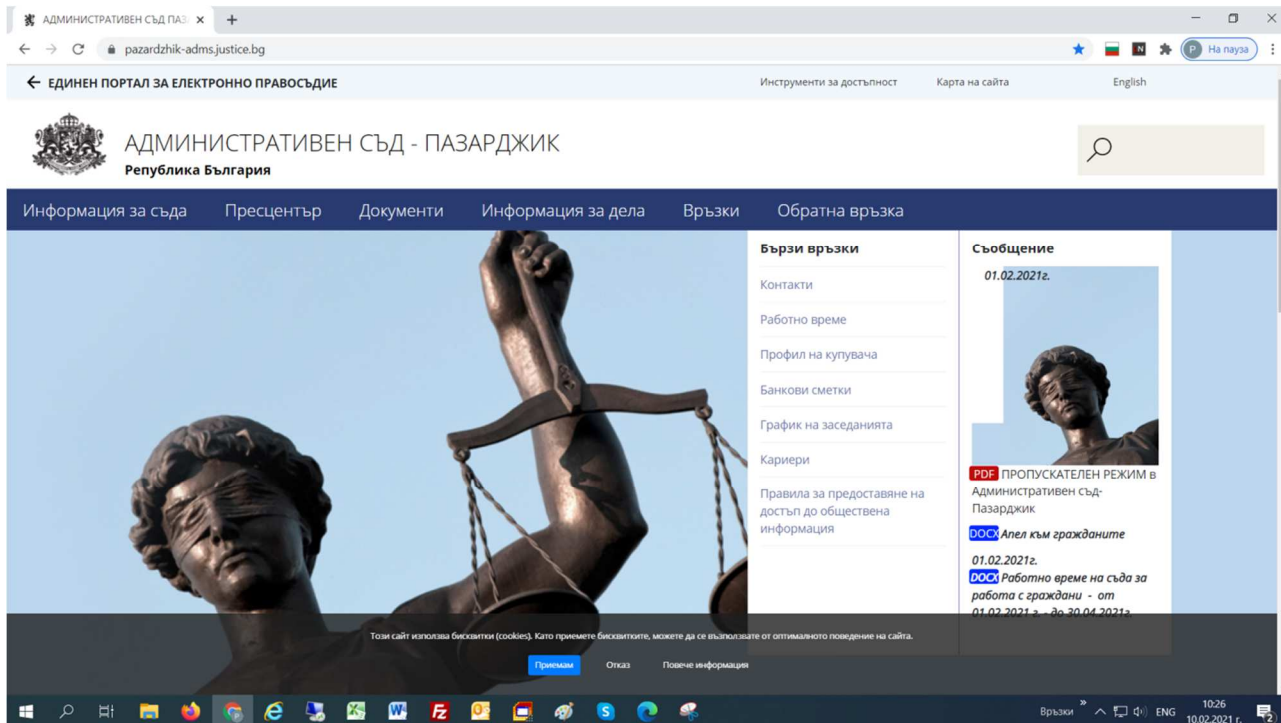 АДМИНИСТРАТИВЕН СЪД ПАЗ
pazardzhik-adms.justice.bg
P На пауза
ЕДИНЕН ПОРТАЛ ЗА ЕЛЕКТРОННО ПРАВОСЪДИЕ
Инструменти за достъпност Карта на сайта English
АДМИНИСТРАТИВЕН СЪД - ПАЗАРДЖИК
Република България
Информация за съда Пресцентър Документи Информация за дела Връзки Обратна връзка
Бързи връзки
Контакти
Работно време
Профил на купувача
Банкови сметки
График на заседанията
Кариери
Правила за предоставяне на
достъп до обществена
информация
Съобщение
01.02.2021г.
PDF ПРОПУСКАТЕЛЕН РЕЖИМ в
Административен съд-
Пазарджик
DOCX Апел към гражданите
01.02.2021г.
DOCX Работно време на съда за
работа с граждани - от
01.02.2021 г. - до 30.04.2021г.
Този сайт използва бисквитки (cookies). Като приемете бисквитките, можете да се възползвате от оптималното поведение на сайта.
Приемам Отказ Повече информация
Връзки » ENG 10:26
10.02.2021 г.